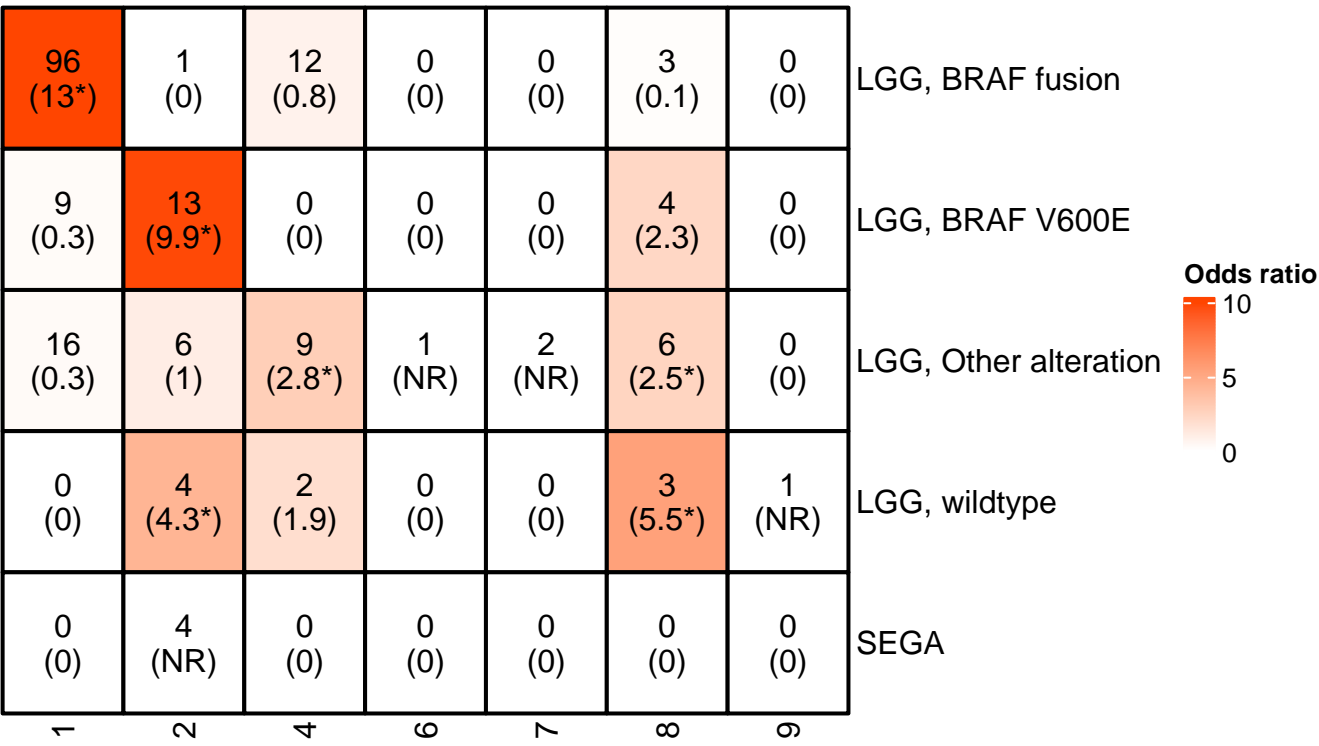 96 1 12 0 0 3 0
(13*) (0) (0.8) (0) (0) (0.1) (0)
LGG, BRAF fusion
9 13 0 0 0 4 0
(0.3) (9.9*) (0) (0) (0) (2.3) (0)
LGG, BRAF V600E
16 6 9 1 2 6 0
(0.3) (1) (2.8*) (NR) (NR) (2.5*) (0)
LGG, Other alteration
0 4 2 0 0 3 1
(0) (4.3*) (1.9) (0) (0) (5.5*) (NR)
LGG, wildtype
0 4 0 0 0 0 0
(0) (NR) (0) (0) (0) (0) (0)
SEGA
1 2 4 6 7 8 9
Odds ratio
10
5
0